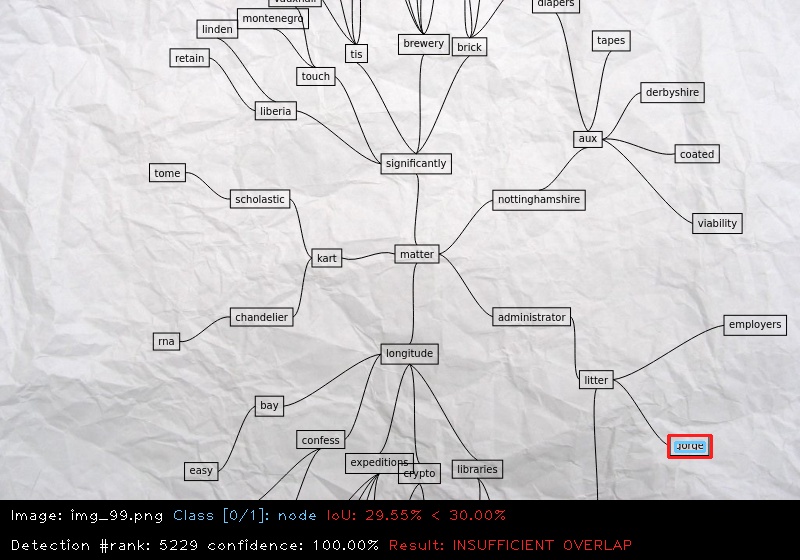 diapers
vauxhall
montenegro
linden
tapes
brewery
brick
tis
retain
touch
derbyshire
liberia
aux
coated
significantly
tome
scholastic
nottinghamshire
viability
matter
kart
chandelier
administrator
employers
rna
longitude
litter
bay
confess
jorge
expeditions
easy
crypto
libraries
Image: img_99.png Class [0/1]: node IoU: 29.55% < 30.00%
Detection #rank: 5229 confidence: 100.00% Result: INSUFFICIENT OVERLAP